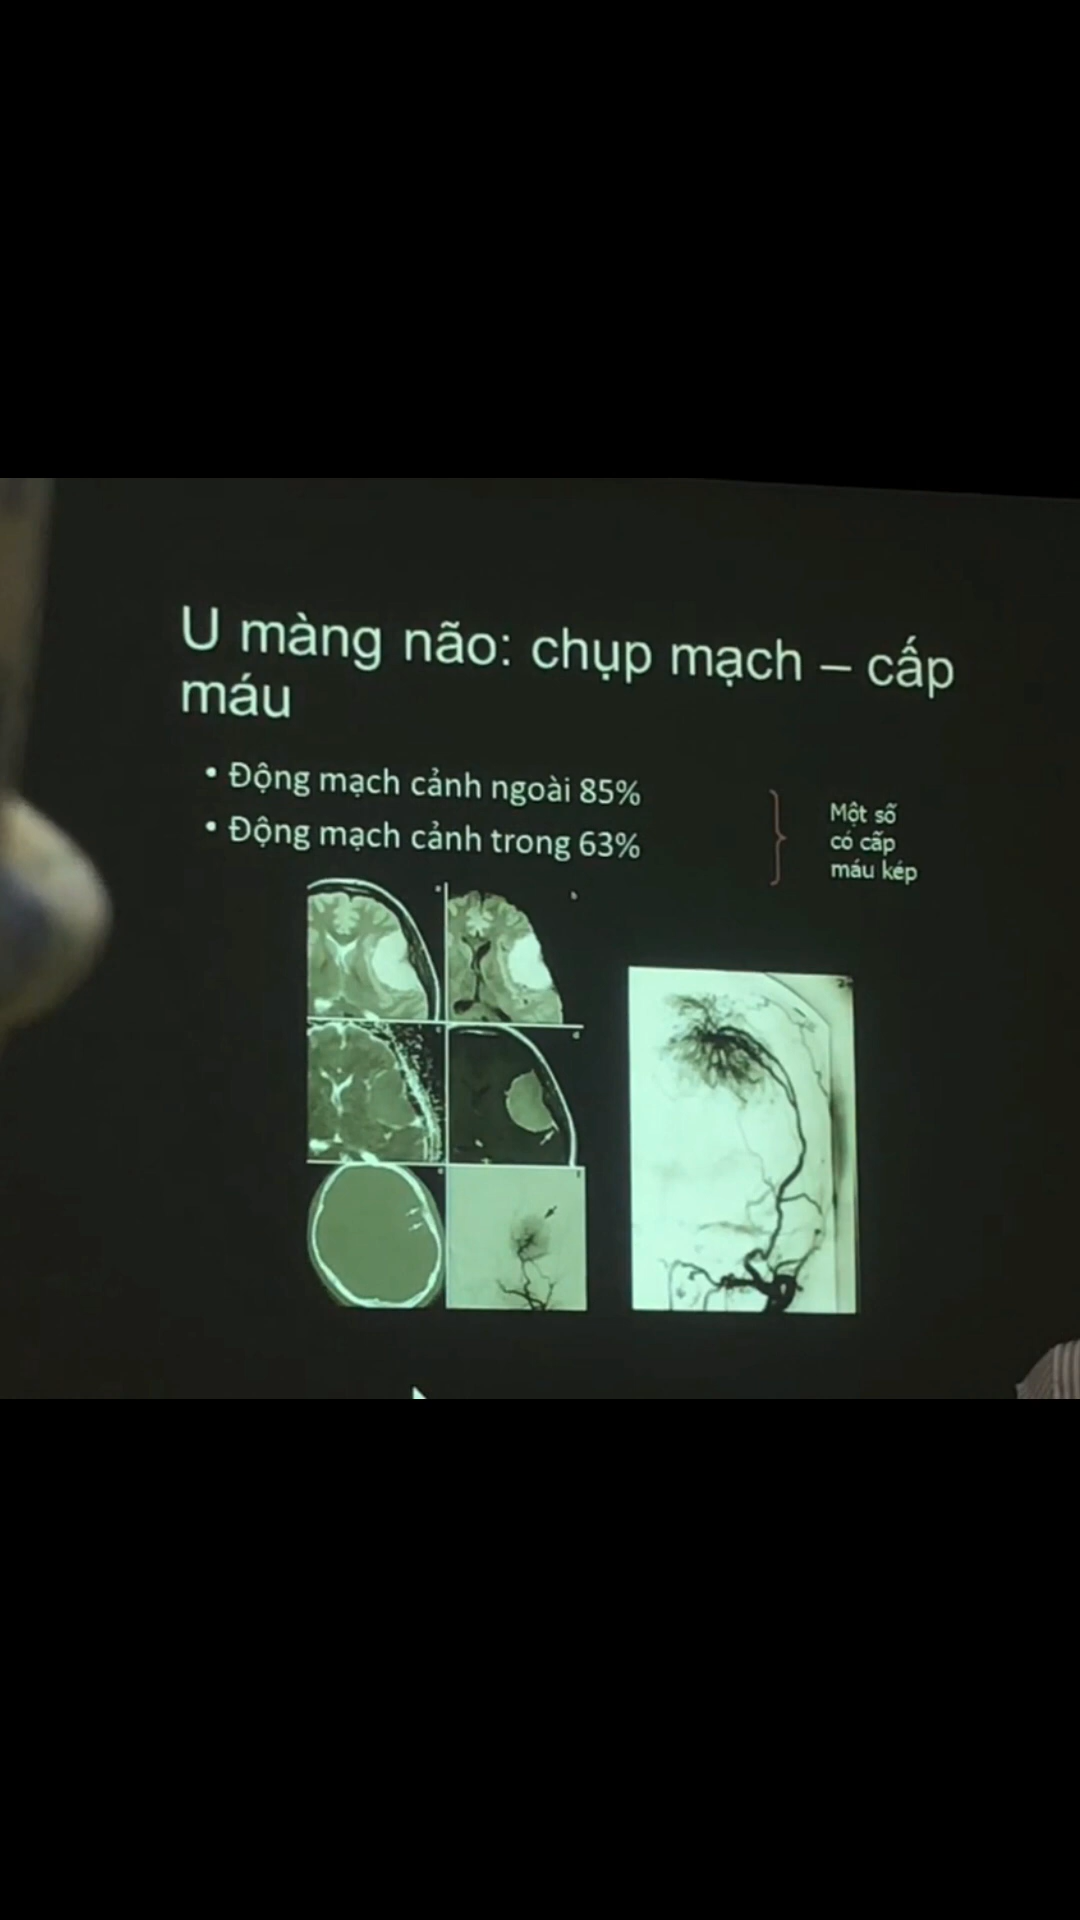 U màng não: chụp mạch – cấp
máu
• Động mạch cảnh ngoài 85%
• Động mạch cảnh trong 63%
Một số
có cấp
máu kép